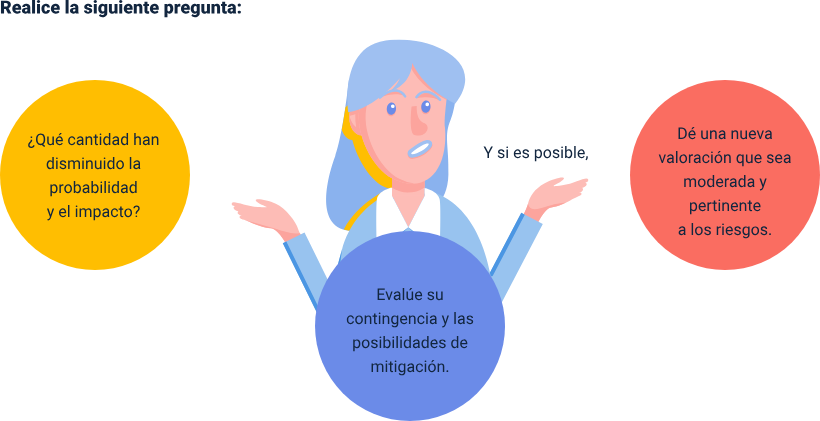 Realice la siguiente pregunta:
¿Qué cantidad han
disminuido la
probabilidad
y el impacto?
Evalúe su
contingencia y las
posibilidades de
mitigación.
Y si es posible,
Dé una nueva
valoración que sea
moderada y
pertinente
a los riesgos.